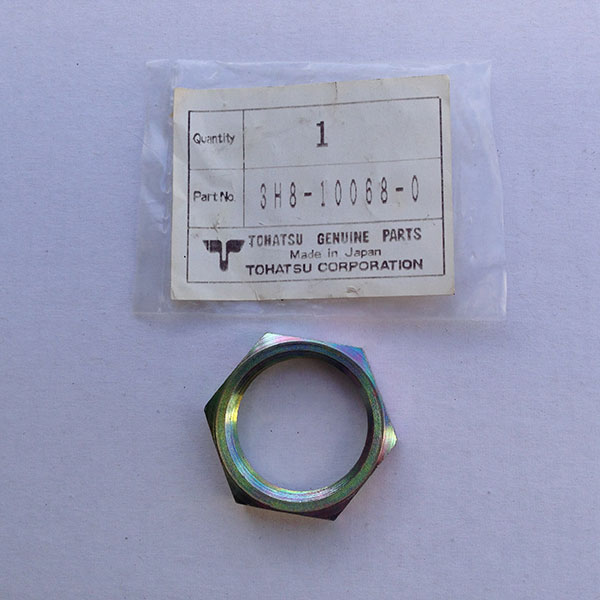 Quantity 1
Part No. 3H8-10068-0
TOHATSU GENUINE PARTS
Made in Japan
TOHATSU CORPORATION